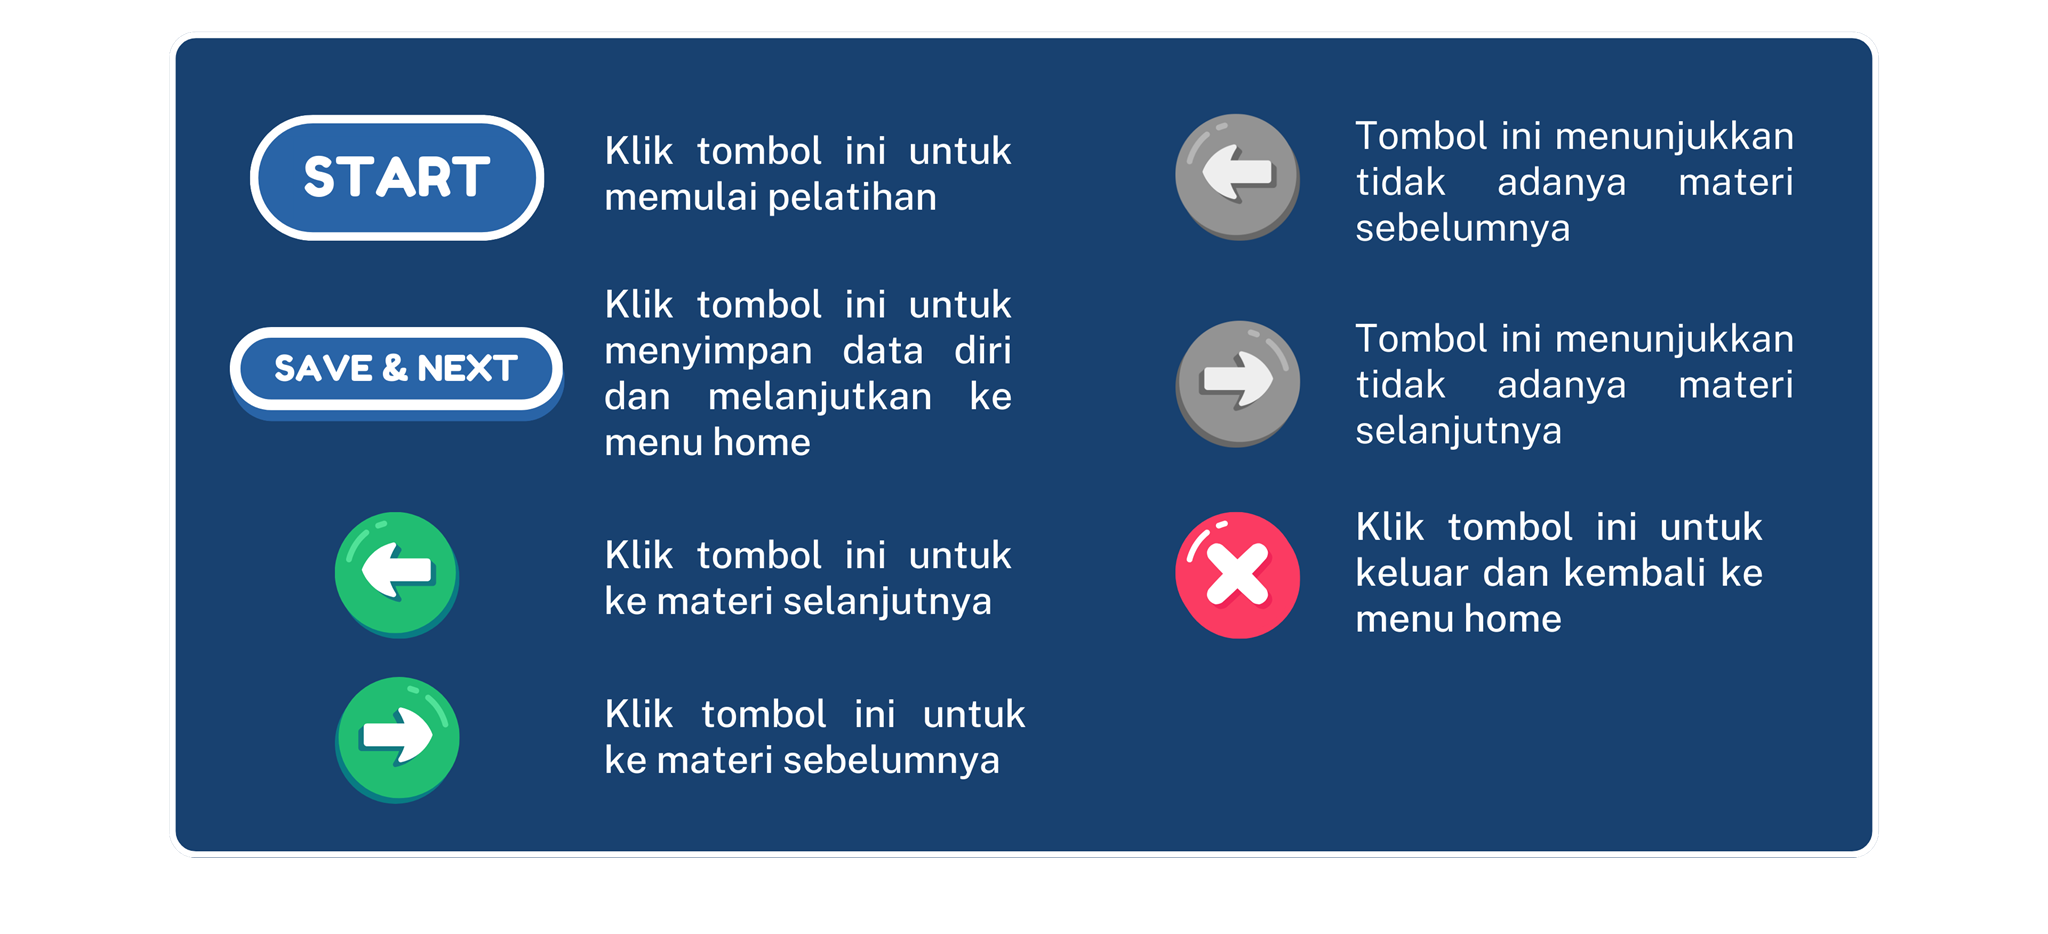 START
Klik tombol ini untuk
memulai pelatihan
SAVE & NEXT
Klik tombol ini untuk
menyimpan data diri
dan melanjutkan ke
menu home
Klik tombol ini untuk
ke materi selanjutnya
Klik tombol ini untuk
ke materi sebelumnya
Tombol ini menunjukkan
tidak adanya materi
sebelumnya
Tombol ini menunjukkan
tidak adanya materi
selanjutnya
Klik tombol ini untuk
keluar dan kembali ke
menu home